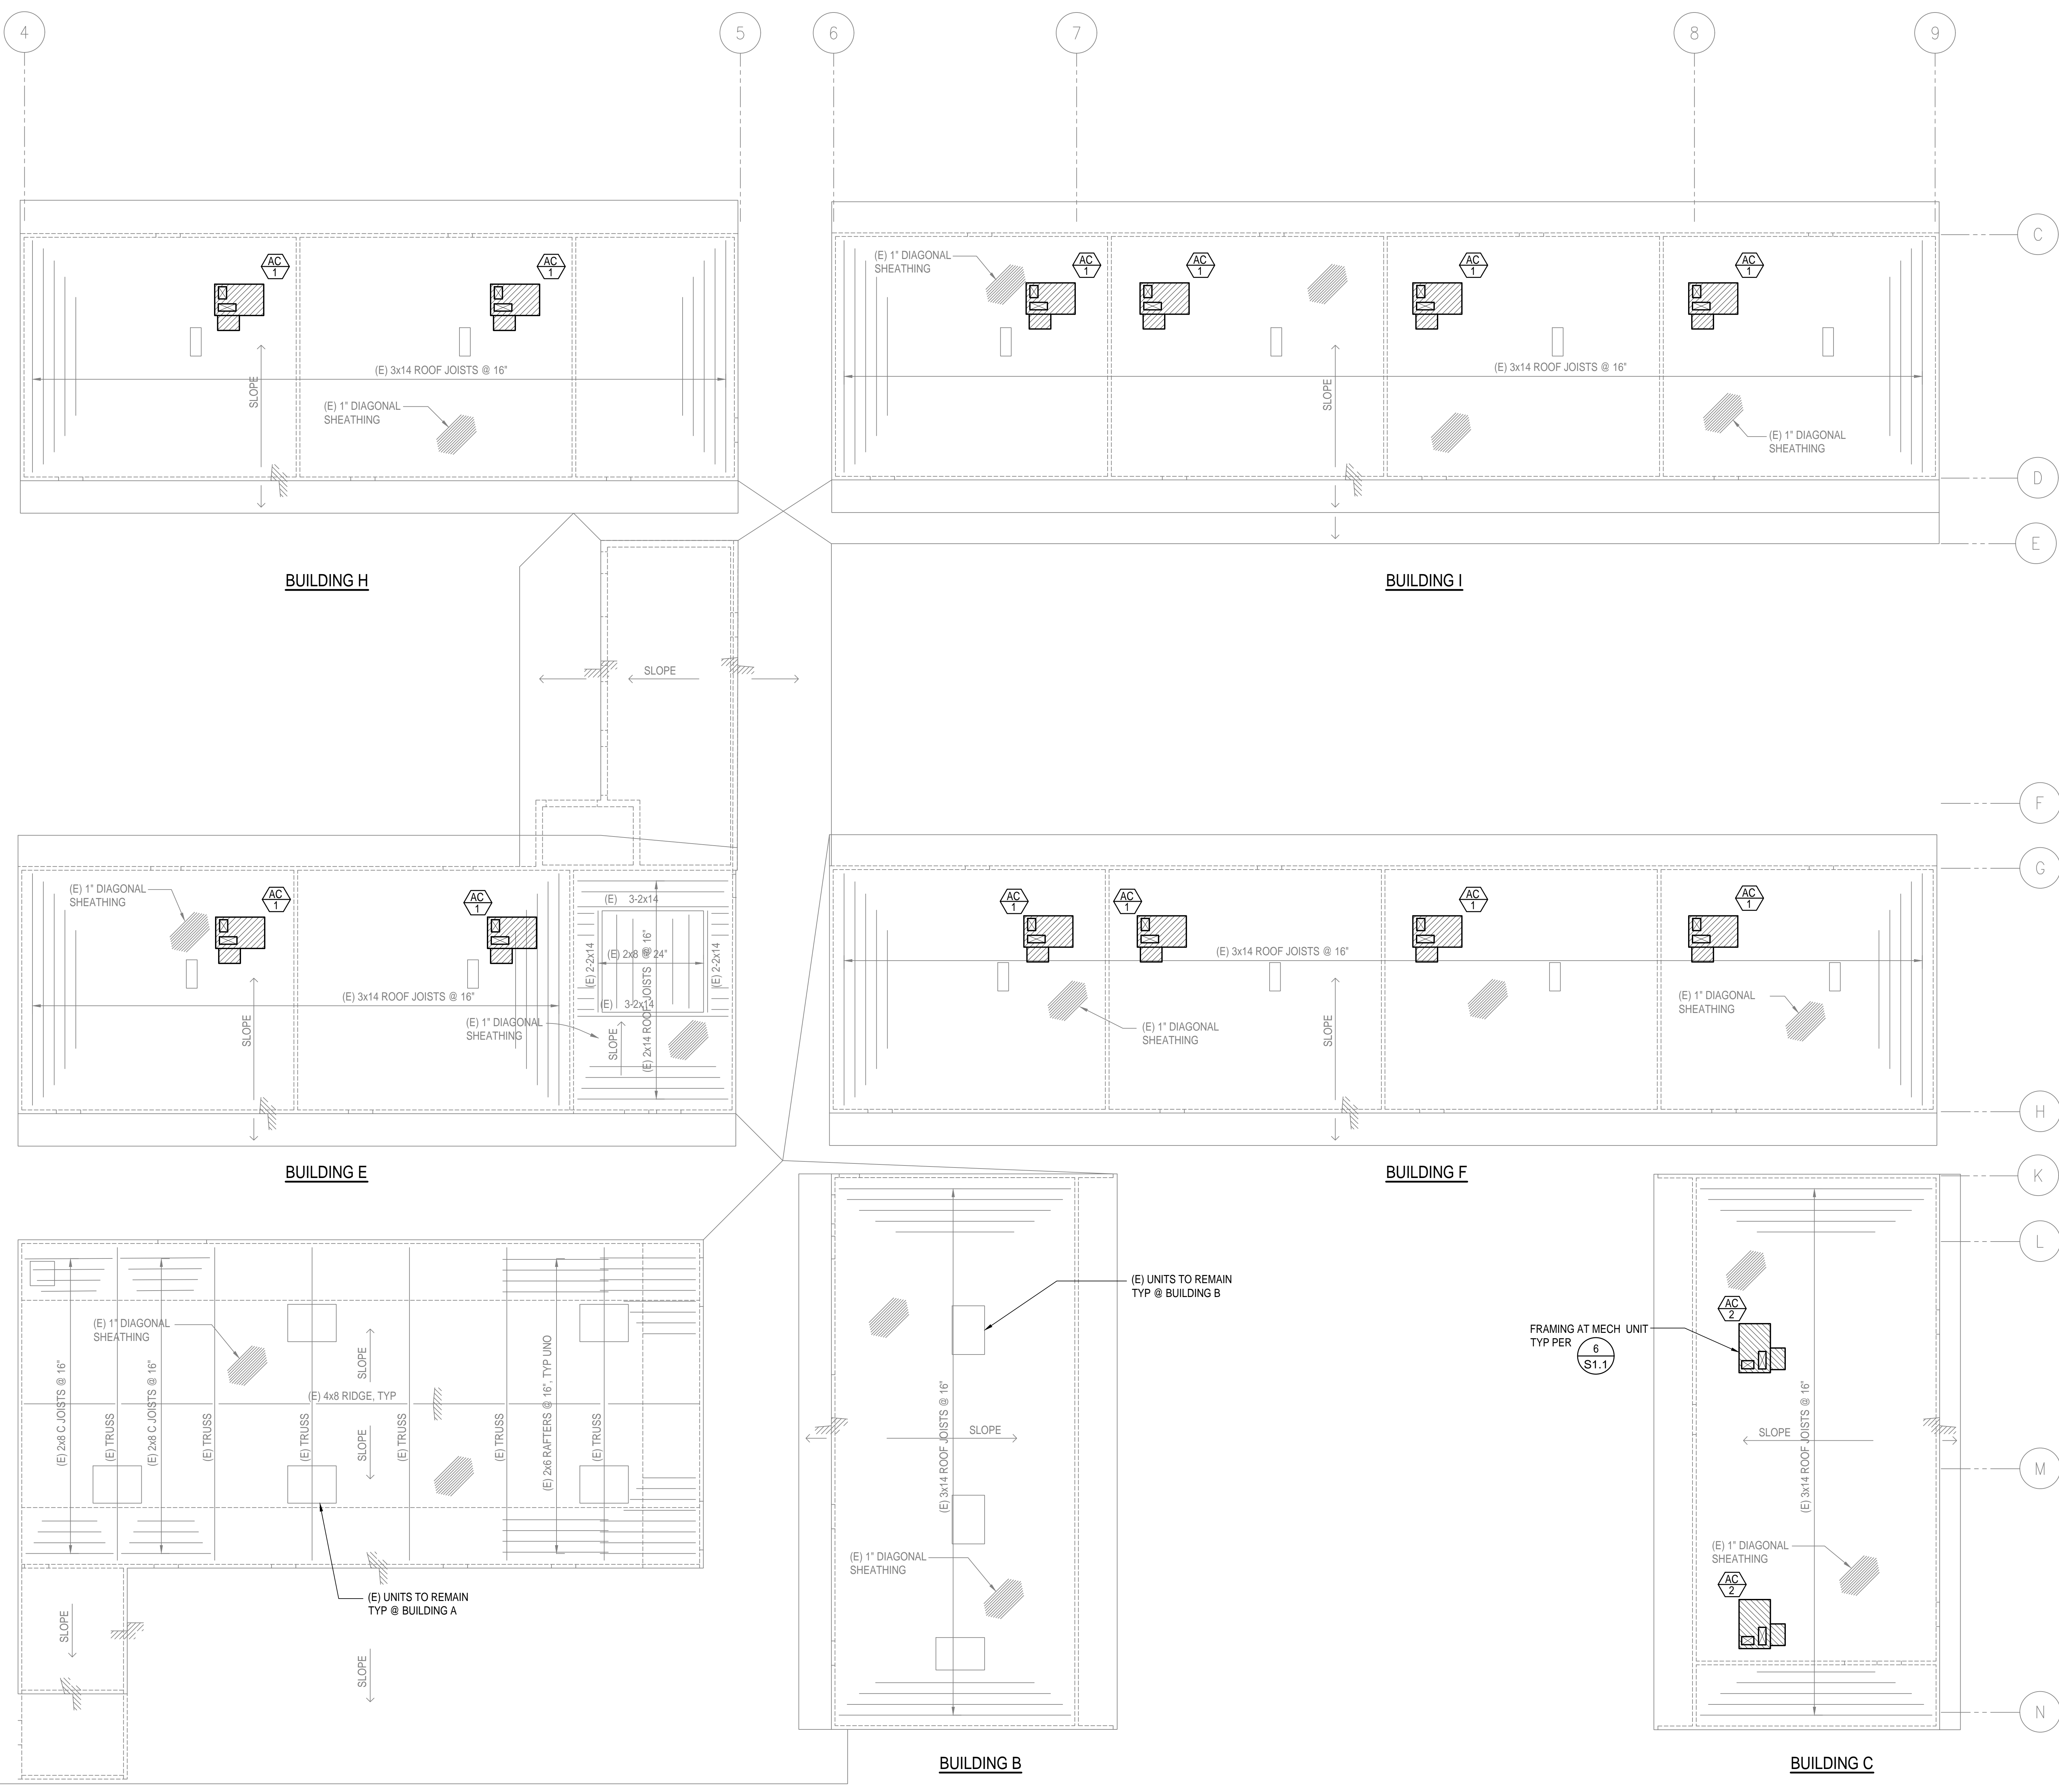 4
5
6
7
8
9
C
D
E
F
G
H
K
L
M
N
AC
1
AC
1
(E) 3x14 ROOF JOISTS @ 16"
SLOPE
(E) 1" DIAGONAL
SHEATHING
BUILDING H
(E) 1" DIAGONAL
SHEATHING
AC
1
AC
1
AC
1
AC
1
(E) 3x14 ROOF JOISTS @ 16"
SLOPE
(E) 1" DIAGONAL
SHEATHING
BUILDING I
SLOPE
(E) 1" DIAGONAL
SHEATHING
AC
1
AC
1
(E) 3-2x14
(E) 2-2x14
(E) 2x8 @ 24"
(E) 2-2x14
(E) 3x14 ROOF JOISTS @ 16"
(E) 3-2x14
(E) 2x14 ROOF JOISTS @ 16"
(E) 1" DIAGONAL
SHEATHING
SLOPE
SLOPE
BUILDING E
AC
1
AC
1
AC
1
AC
1
(E) 3x14 ROOF JOISTS @ 16"
(E) 1" DIAGONAL
SHEATHING
SLOPE
(E) 1" DIAGONAL
SHEATHING
BUILDING F
(E) 1" DIAGONAL
SHEATHING
(E) 2x8 C JOISTS @ 16"
(E) TRUSS
(E) 2x8 C JOISTS @ 16"
(E) TRUSS
(E) TRUSS
SLOPE
(E) 4x8 RIDGE, TYP
SLOPE
(E) TRUSS
(E) TRUSS
(E) 2x6 RAFTERS @ 16", TYP UNO
(E) TRUSS
(E) UNITS TO REMAIN
TYP @ BUILDING A
SLOPE
SLOPE
(E) UNITS TO REMAIN
TYP @ BUILDING B
(E) 3x14 ROOF JOISTS @ 16"
SLOPE
(E) 1" DIAGONAL
SHEATHING
BUILDING B
AC
2
FRAMING AT MECH UNIT
TYP PER
6
S1.1
(E) 3x14 ROOF JOISTS @ 16"
SLOPE
(E) 1" DIAGONAL
SHEATHING
AC
2
BUILDING C